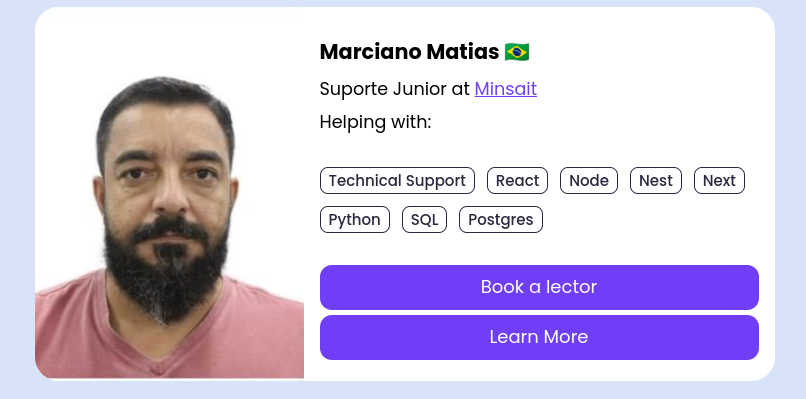 Marciano Matias 🇧🇷
Suporte Junior at Minsait
Helping with:
Technical Support React Node Nest Next
Python SQL Postgres
Book a lector
Learn More